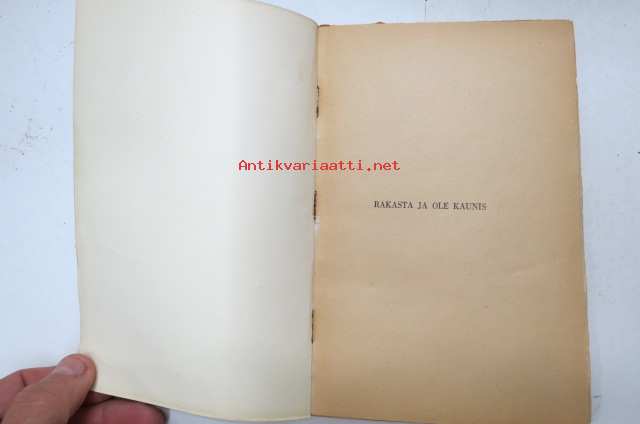 Antikvariaatti.net
RAKASTA JA OLE KAUNIS